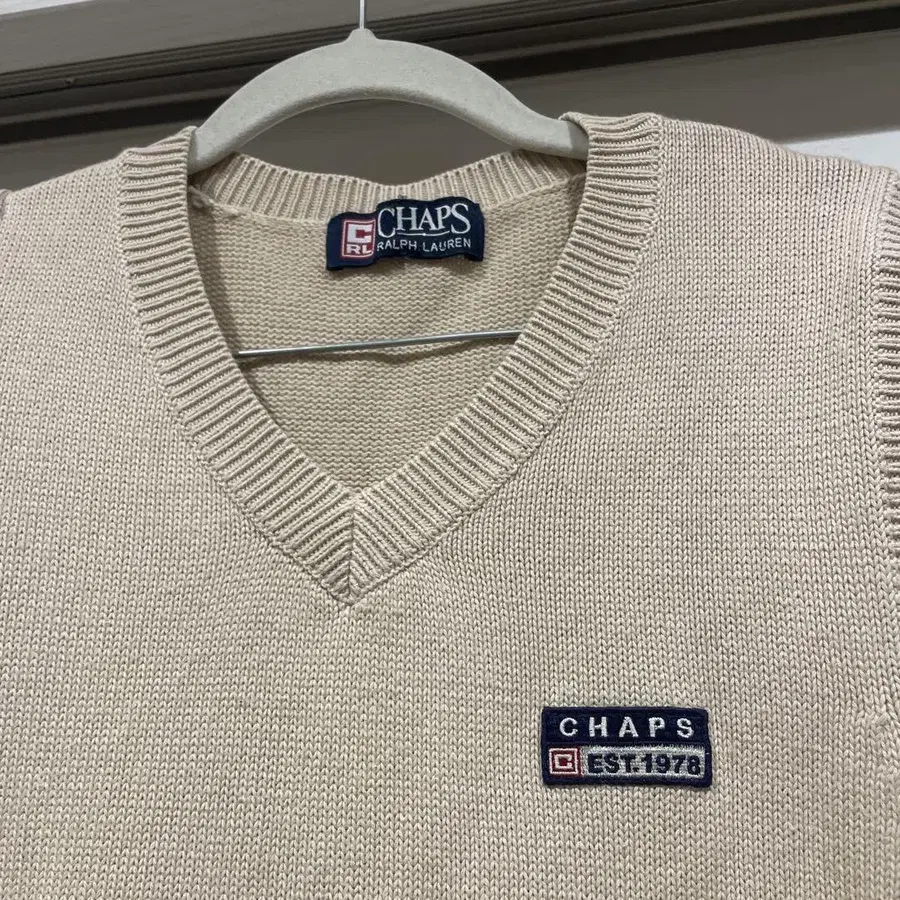 C CHAPS
RL RALPH LAUREN
CHAPS
C EST.1978